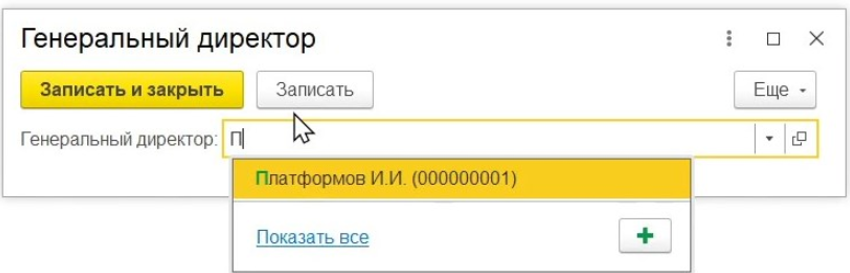 Генеральный директор
Записать и закрыть Записать Еще
Генеральный директор: П
Платформов И.И. (000000001)
Показать все